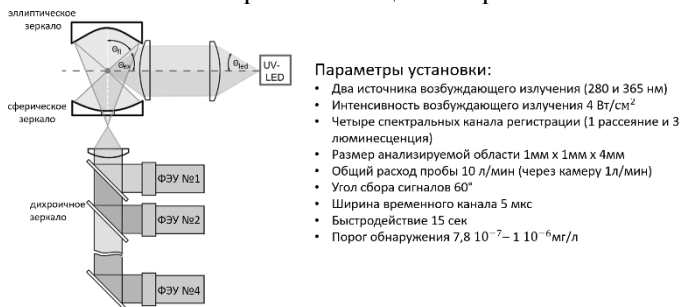 эллиптическое
зеркало
Θfl
Θex
Θled
UV-
LED
сферическое
зеркало
ФЭУ №1
дихроичное
зеркало
ФЭУ №2
ФЭУ №4
Параметры установки:
• Два источника возбуждающего излучения (280 и 365 нм)
• Интенсивность возбуждающего излучения 4 Вт/см²
• Четыре спектральных канала регистрации (1 рассеяние и 3
люминесценция)
• Размер анализируемой области 1мм х 1мм х 4мм
• Общий расход пробы 10 л/мин (через камеру 1л/мин)
• Угол сбора сигналов 60°
• Ширина временного канала 5 мкс
• Быстродействие 15 сек
• Порог обнаружения 7,8 10⁻⁷– 1 10⁻⁶мг/л